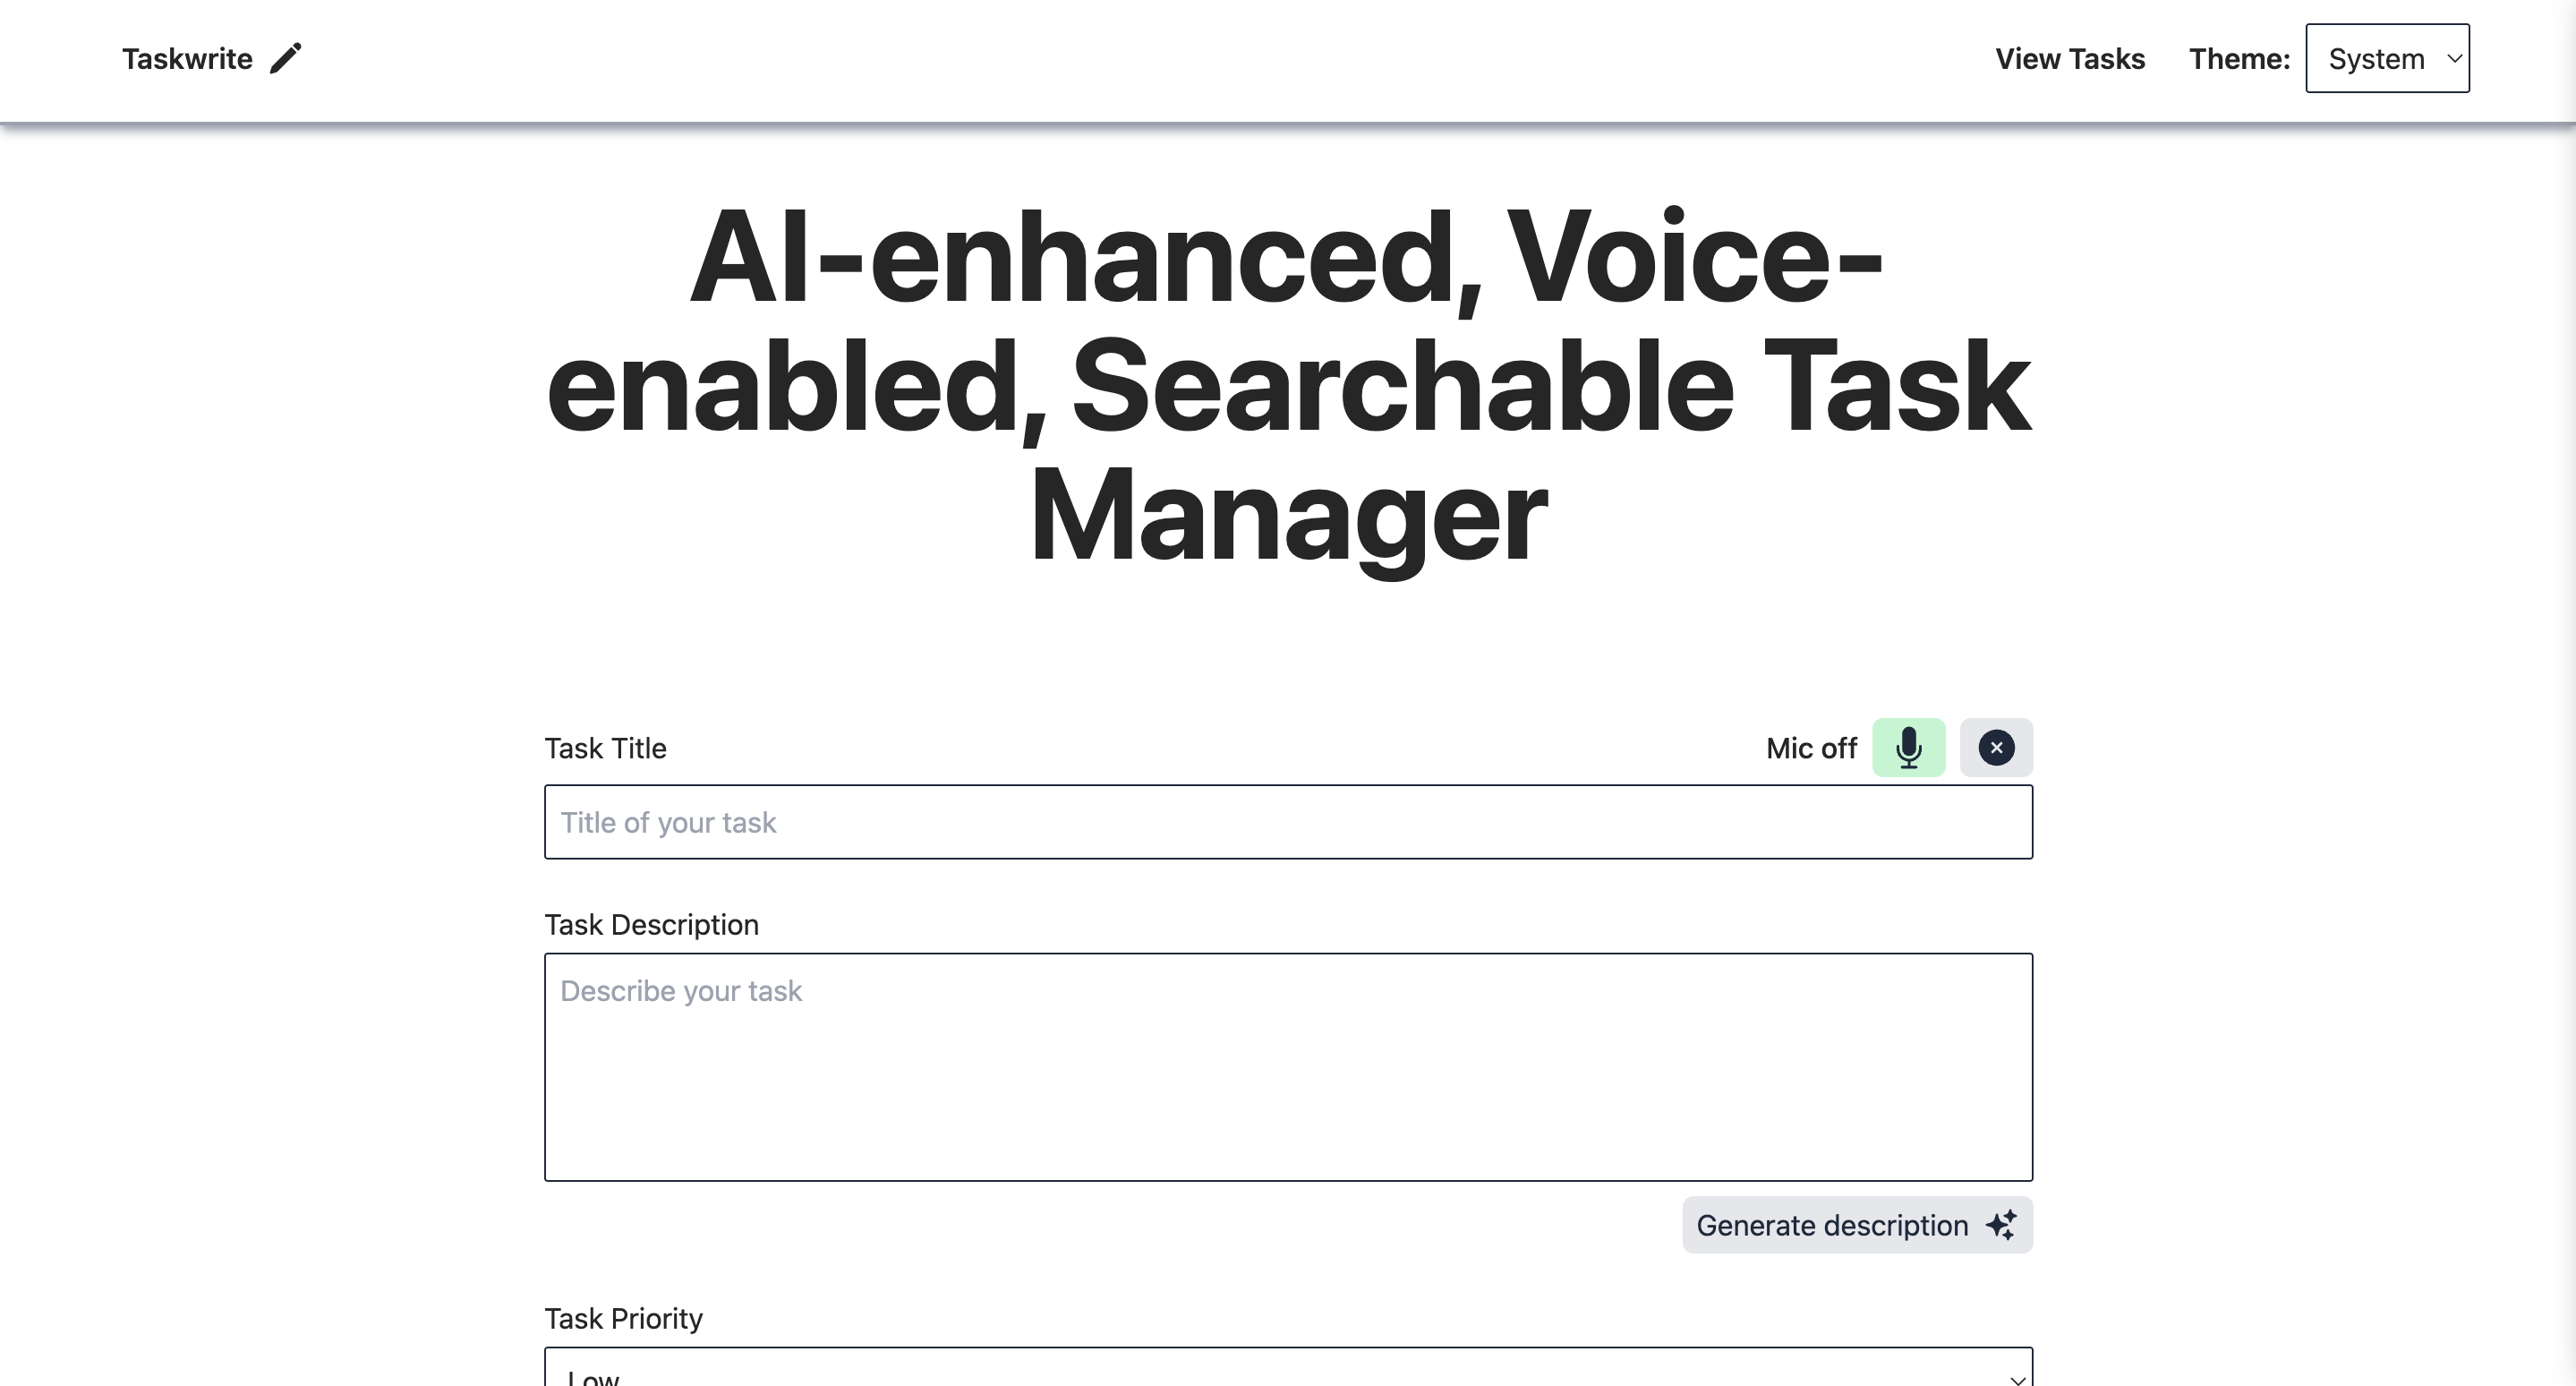 Taskwrite
View Tasks
Theme:
System
AI-enhanced, Voice-
enabled, Searchable Task
Manager
Task Title
Mic off
Title of your task
Task Description
Describe your task
Generate description
Task Priority
Low